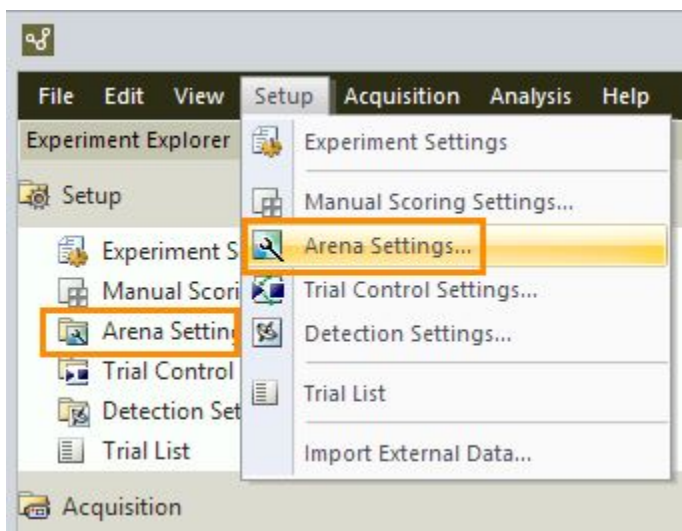 File Edit View Setup Acquisition Analysis Help
Experiment Explorer
Setup
Experiment S
Manual Scori
Arena Setting
Trial Control
Detection Set
Trial List
Acquisition
Experiment Settings
Manual Scoring Settings...
Arena Settings...
Trial Control Settings...
Detection Settings...
Trial List
Import External Data...